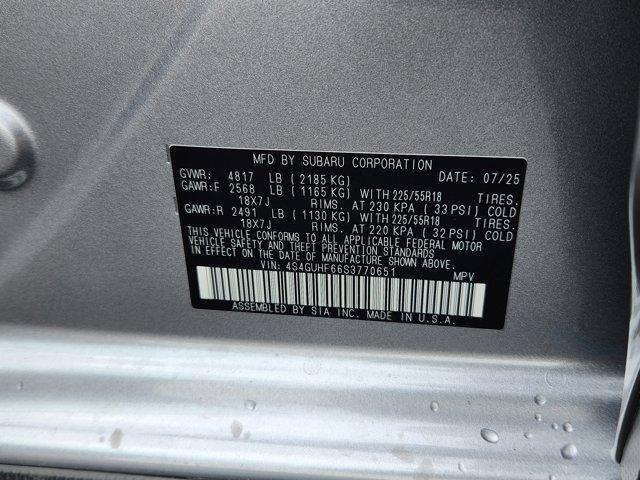 MFD BY SUBARU CORPORATION DATE: 07/25
GVWR: 4817 LB (2185 KG)
GAWR:F 2568 LB (1165 KG) WITH 225/55R18 TIRES.
18X7J RIMS. AT 230 KPA (33 PSI) COLD
GAWR:R 2491 LB (1130 KG) WITH 225/55R18 TIRES.
18X7J RIMS. AT 220 KPA (32 PSI) COLD
THIS VEHICLE CONFORMS TO ALL APPLICABLE FEDERAL MOTOR
VEHICLE SAFETY AND THEFT PREVENTION STANDARDS
IN EFFECT ON THE DATE OF MANUFACTURE SHOWN ABOVE.
VIN: 4S4GUHF66S3770651 MPV
ASSEMBLED BY SIA INC. MADE IN U.S.A.